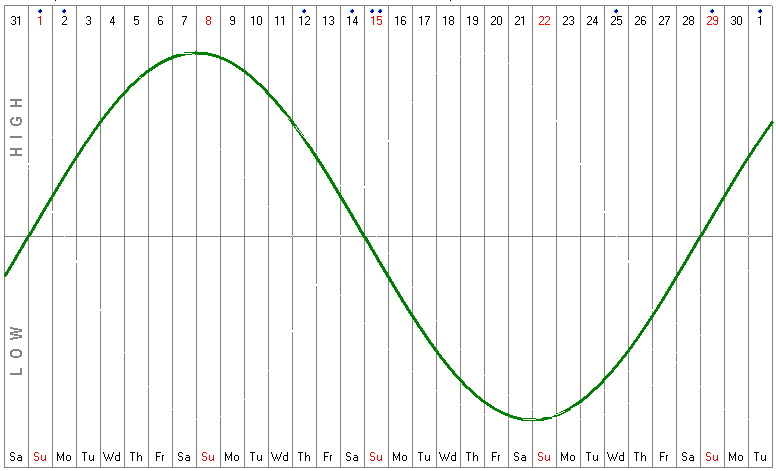 31 1 2 3 4 5 6 7 8 9 10 11 12 13 14 15 16 17 18 19 20 21 22 23 24 25 26 27 28 29 30 1
HIGH
LOW
Sa Su Mo Tu Wd Th Fr Sa Su Mo Tu Wd Th Fr Sa Su Mo Tu Wd Th Fr Sa Su Mo Tu Wd Th Fr Sa Su Mo Tu